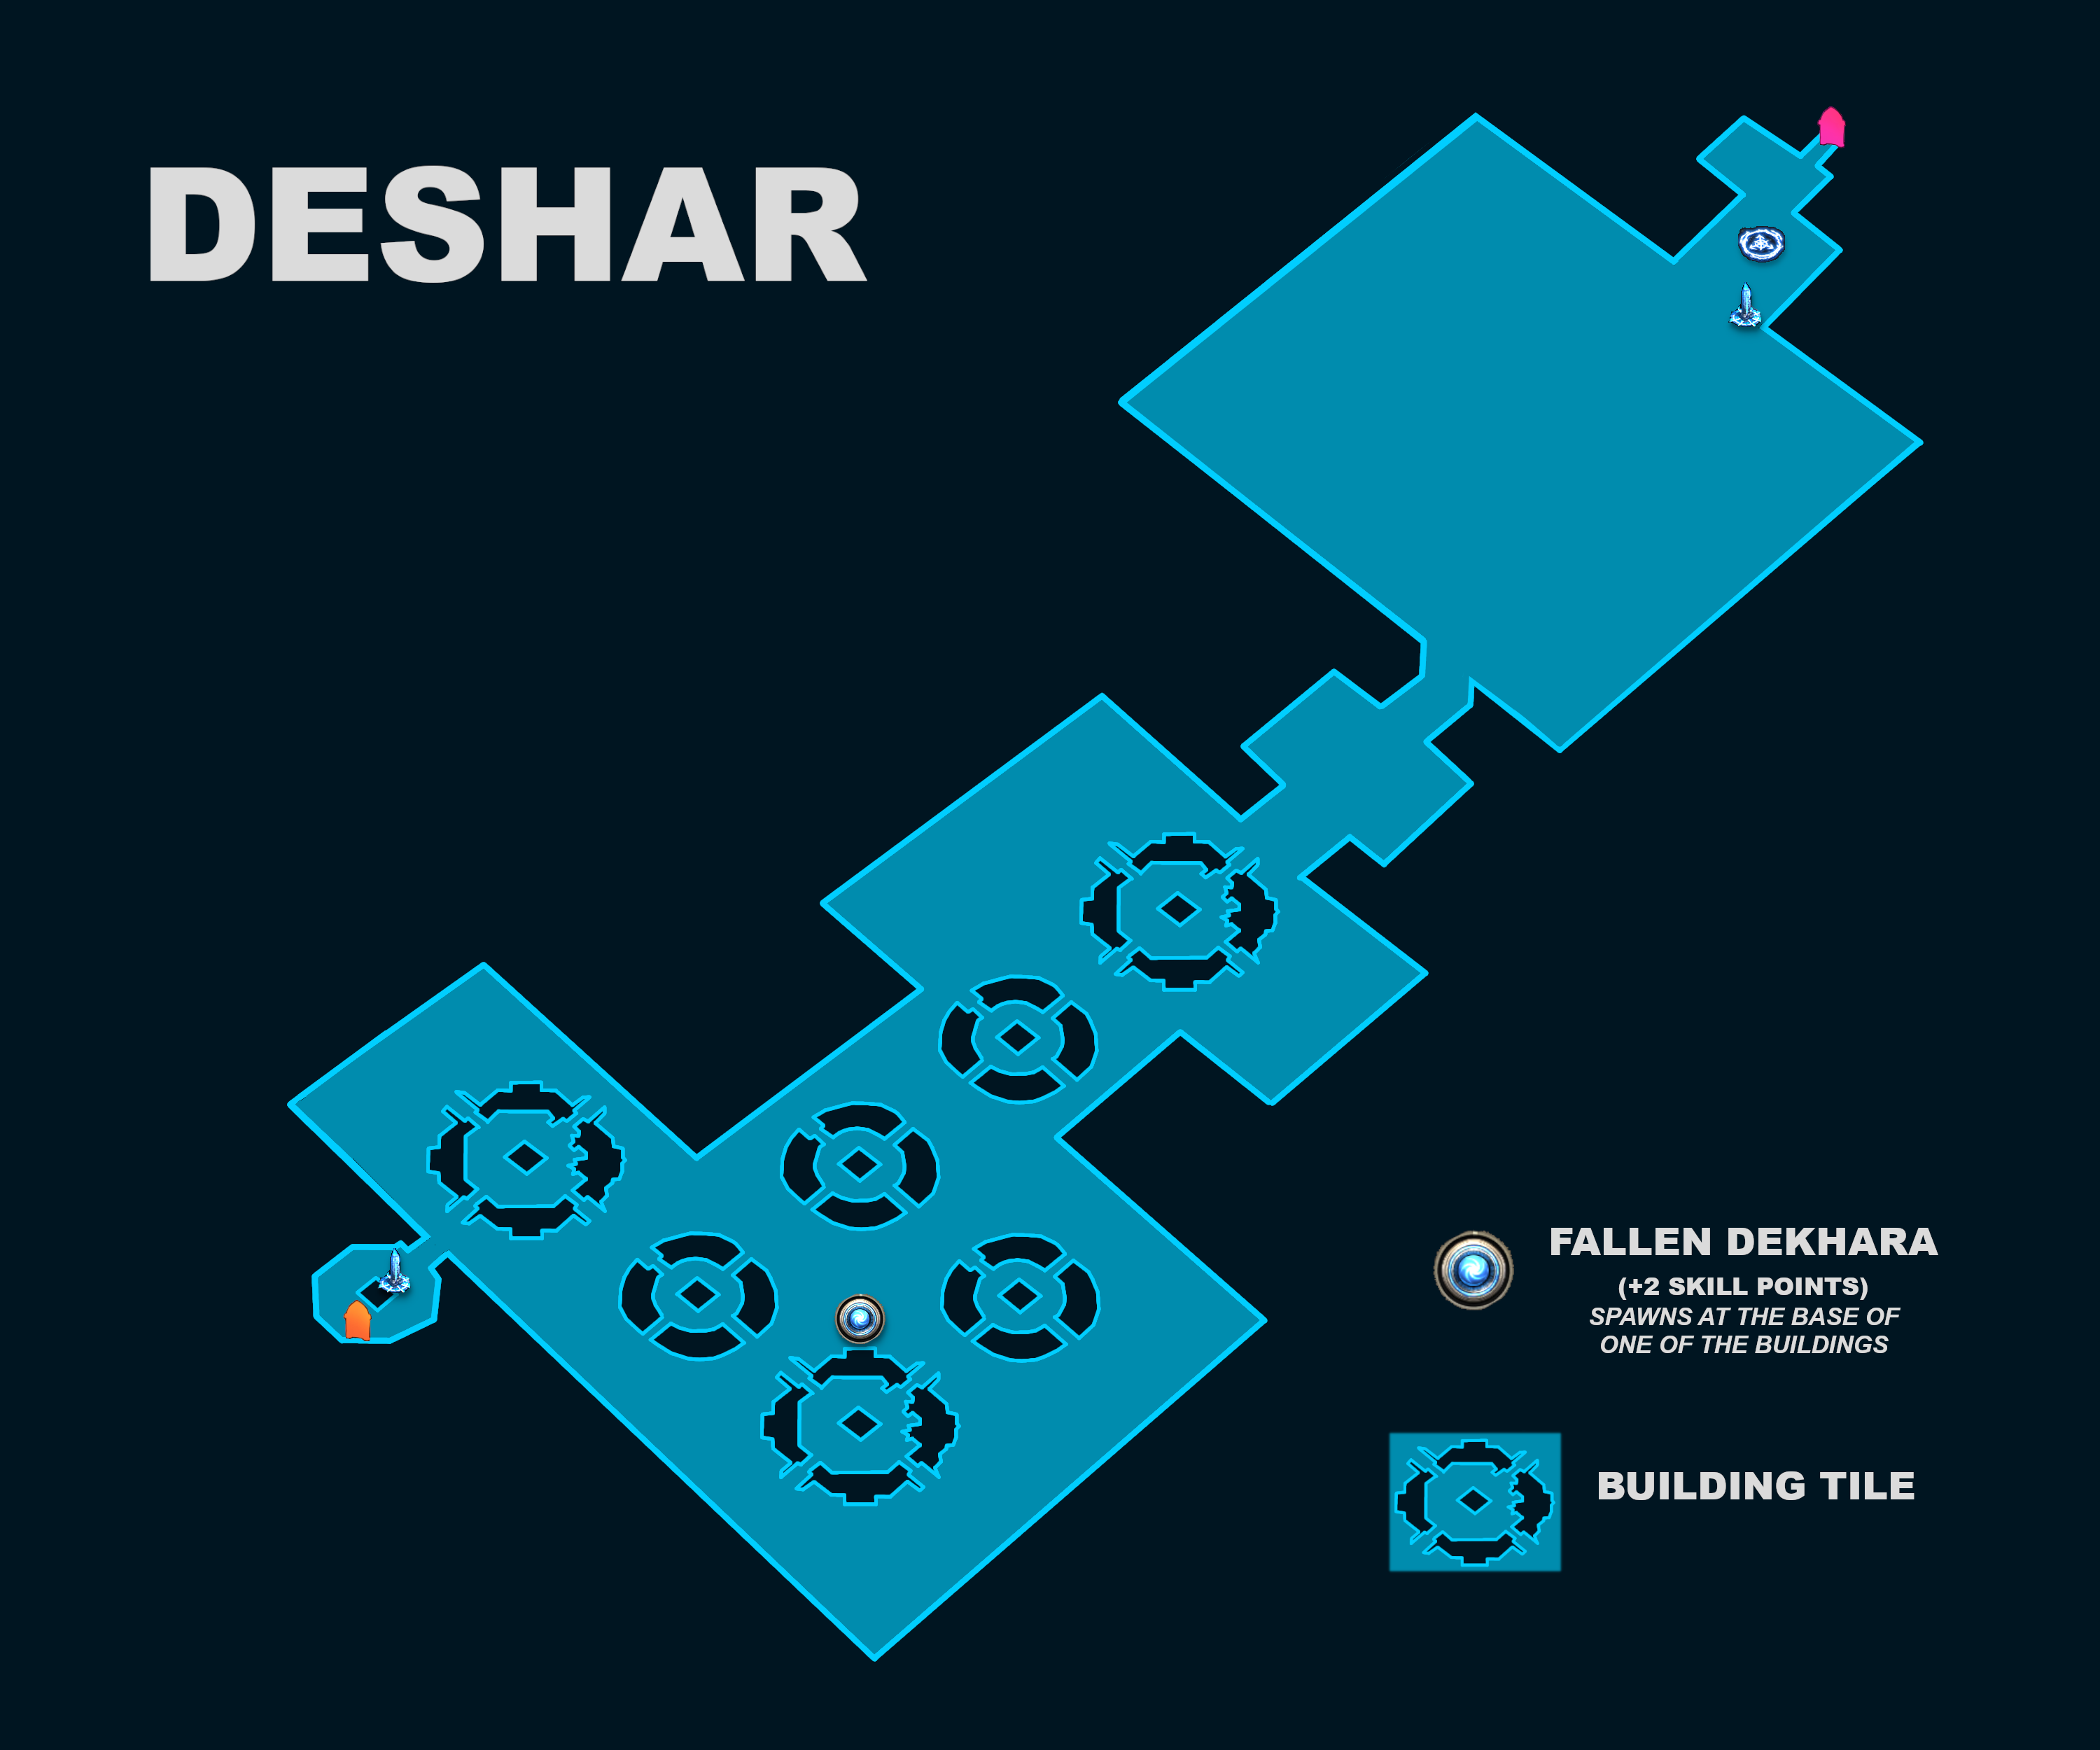 DESHAR
FALLEN DEKHARA
(+2 SKILL POINTS)
SPAWNS AT THE BASE OF
ONE OF THE BUILDINGS
BUILDING TILE